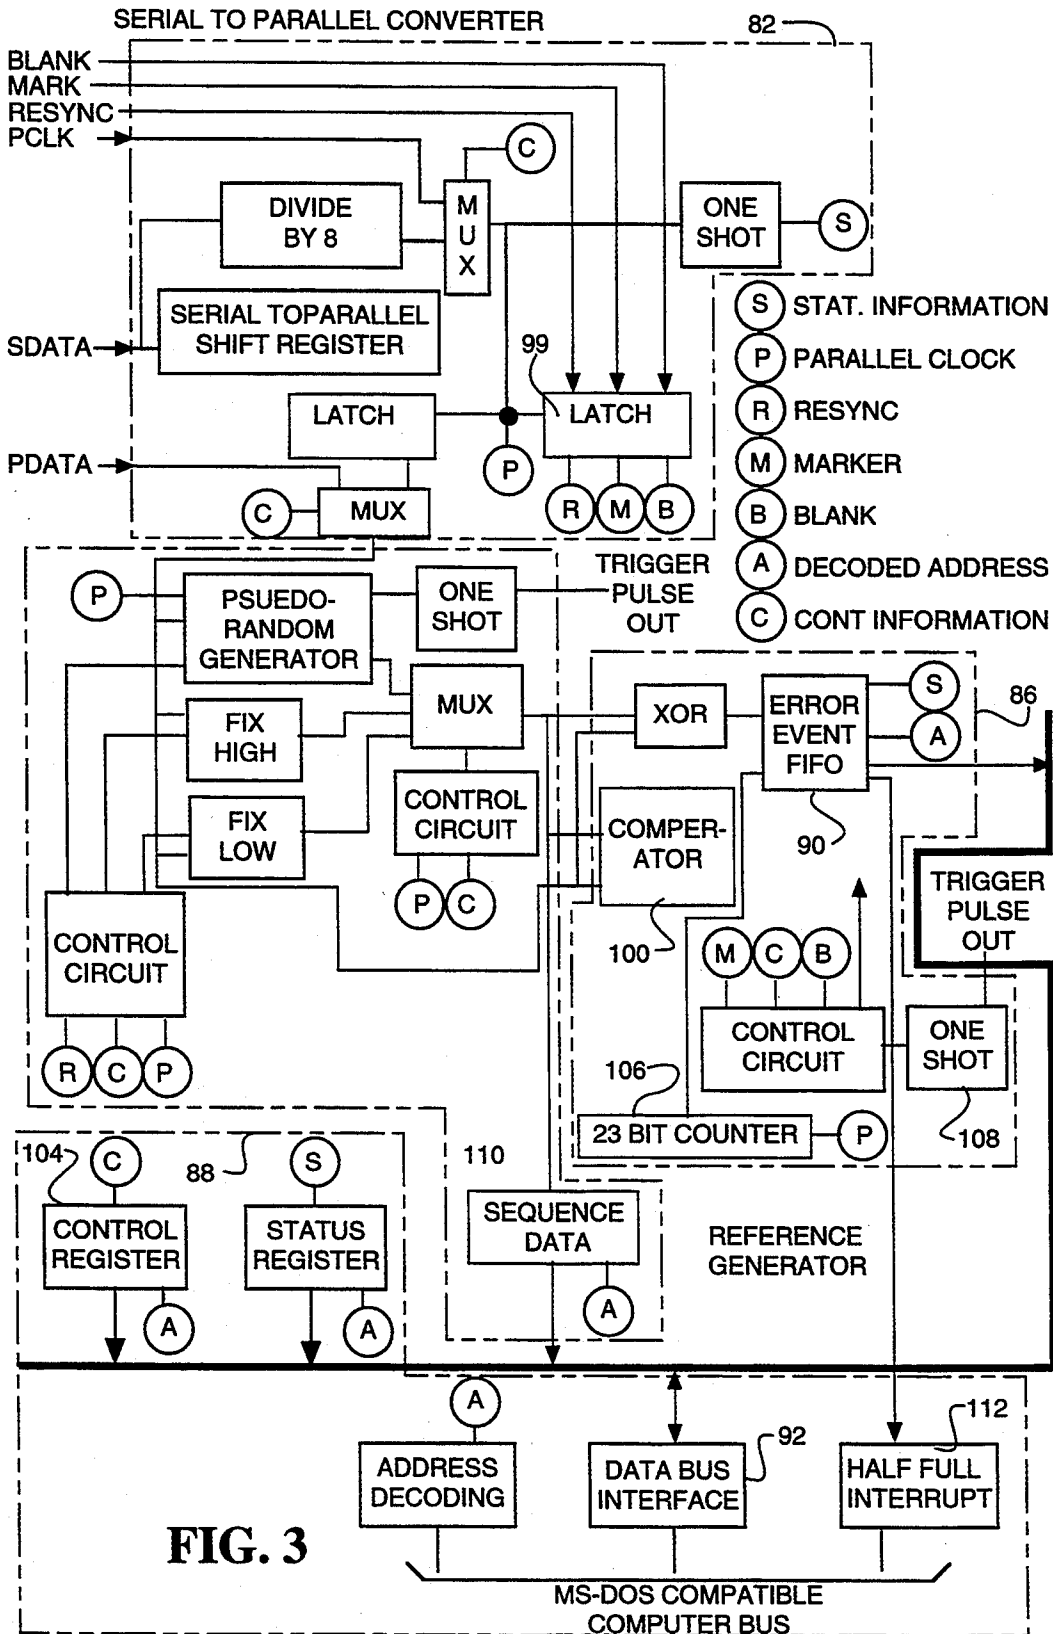 SERIAL TO PARALLEL CONVERTER
82
BLANK
MARK
RESYNC
PCLK
C
DIVIDE
BY 8
M
U
X
ONE
SHOT
S
SERIAL TOPARALLEL
SHIFT REGISTER
SDATA
99
LATCH
LATCH
P
PDATA
C
MUX
R
M
B
S STAT. INFORMATION
P PARALLEL CLOCK
R RESYNC
M MARKER
B BLANK
A DECODED ADDRESS
C CONT INFORMATION
P
PSUEDO-
RANDOM
GENERATOR
ONE
SHOT
TRIGGER
PULSE
OUT
FIX
HIGH
MUX
FIX
LOW
CONTROL
CIRCUIT
P
C
CONTROL
CIRCUIT
R
C
P
XOR
ERROR
EVENT
FIFO
S
A
86
90
COMPER-
ATOR
100
TRIGGER
PULSE
OUT
M
C
B
CONTROL
CIRCUIT
ONE
SHOT
108
106
23 BIT COUNTER
P
104
C
88
S
CONTROL
REGISTER
A
STATUS
REGISTER
A
110
SEQUENCE
DATA
A
REFERENCE
GENERATOR
A
ADDRESS
DECODING
92
DATA BUS
INTERFACE
112
HALF FULL
INTERRUPT
FIG. 3
MS-DOS COMPATIBLE
COMPUTER BUS